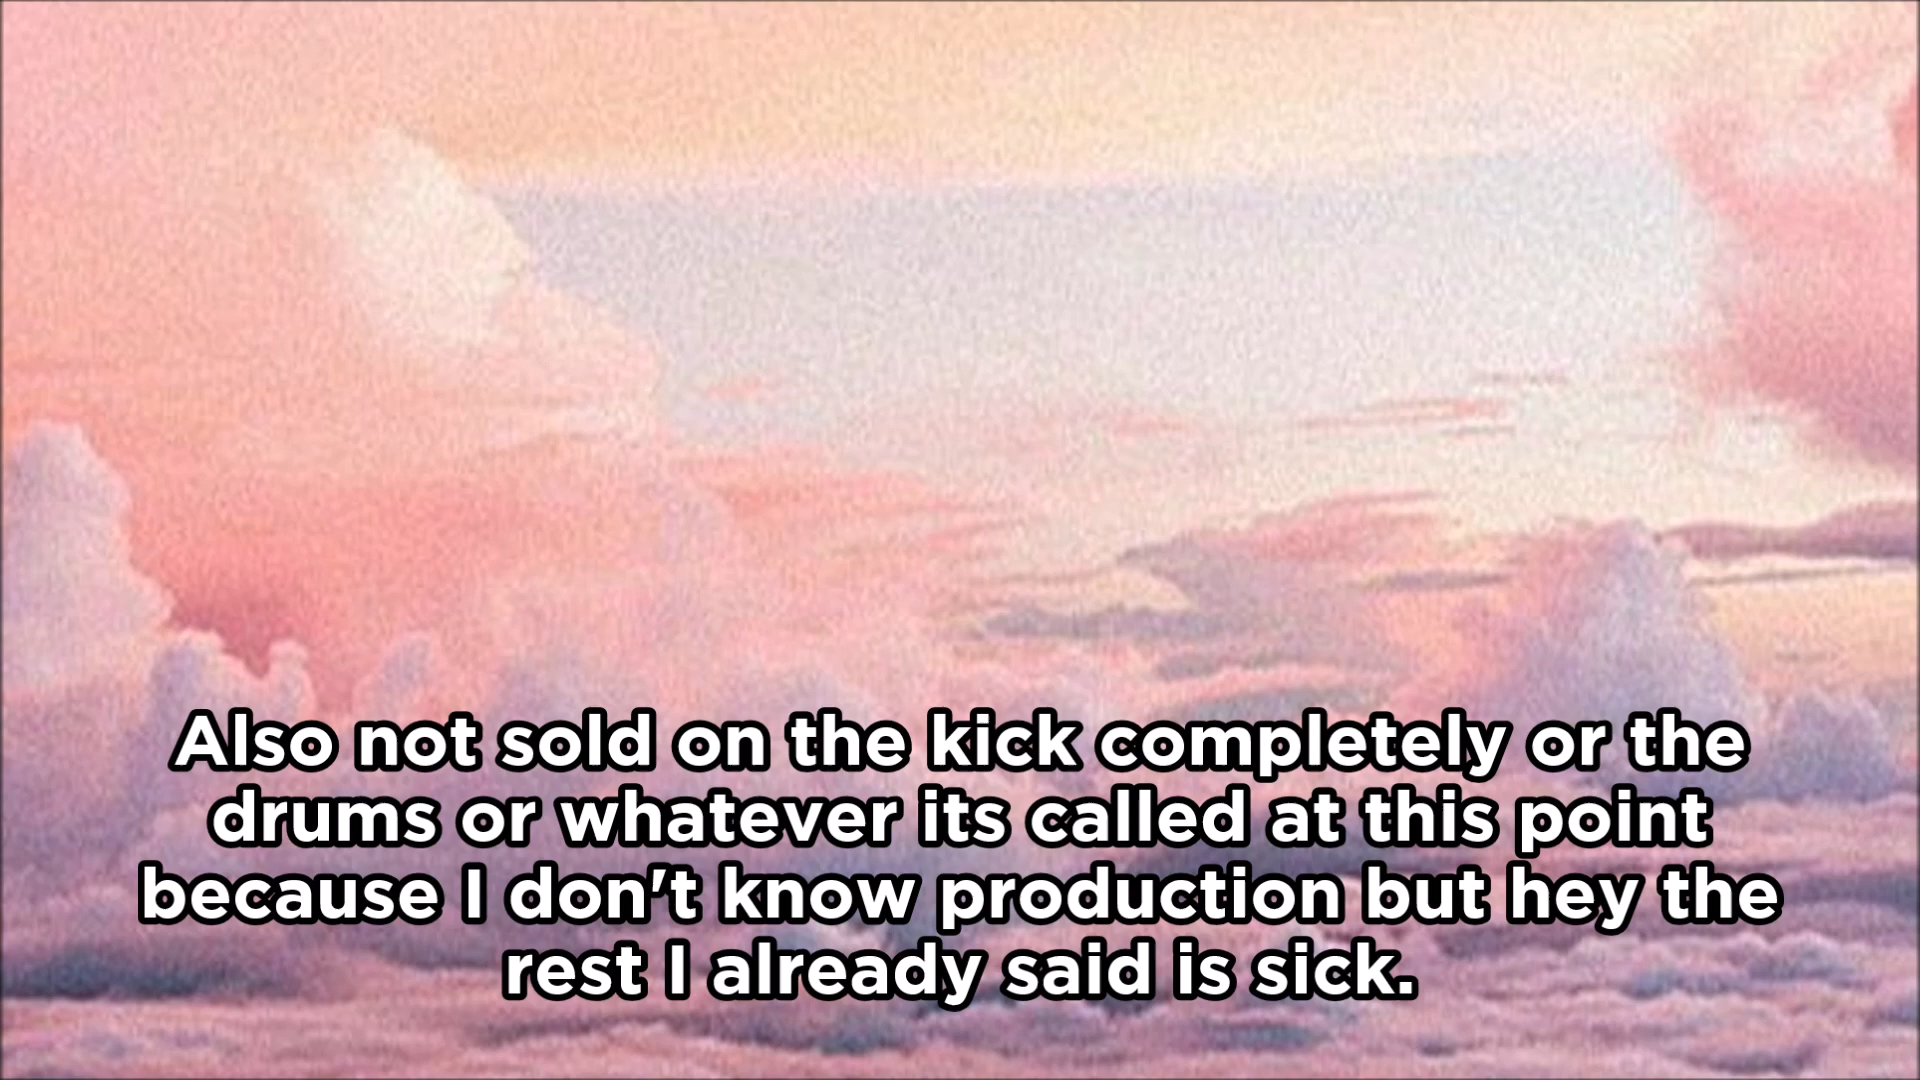 Also not sold on the kick completely or the
drums or whatever its called at this point
because I don't know production but hey the
rest I already said is sick.